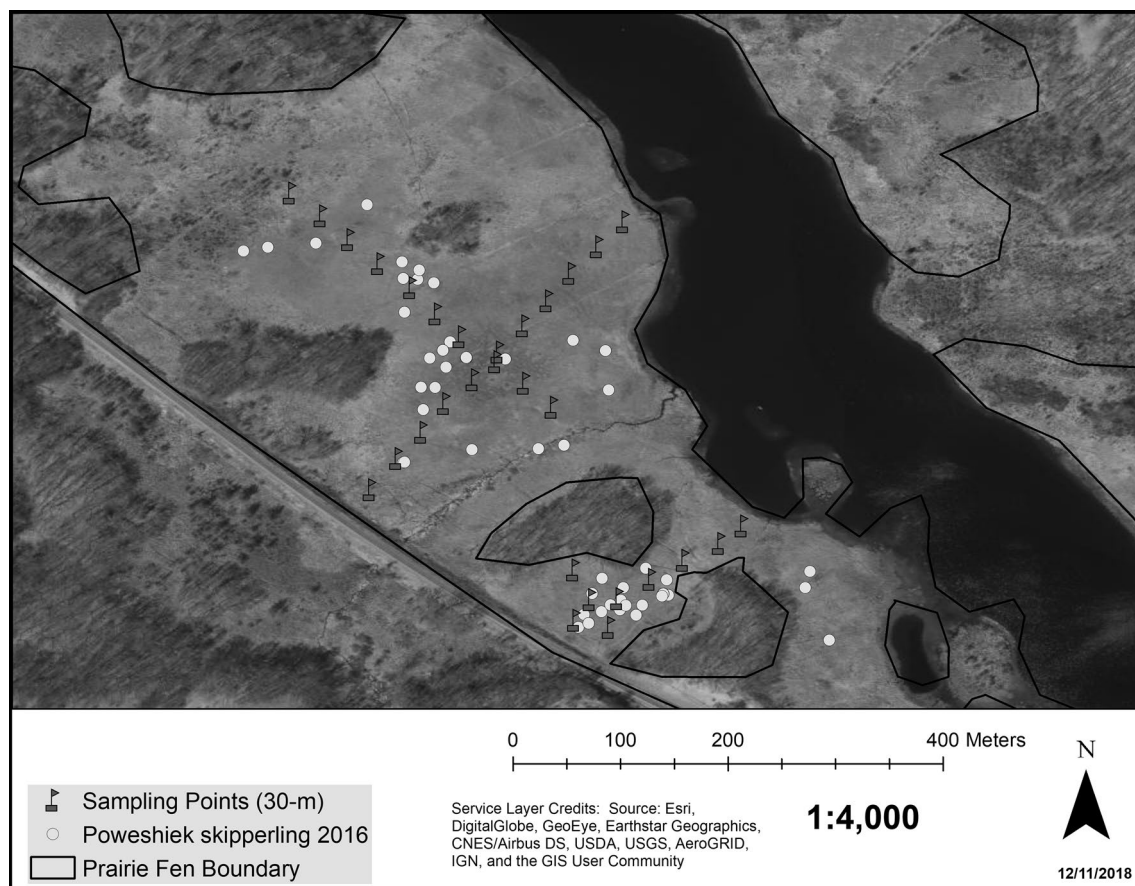 0 100 200 400 Meters
Sampling Points (30-m)
Poweshiek skipperling 2016
Prairie Fen Boundary
Service Layer Credits: Source: Esri,
DigitalGlobe, GeoEye, Earthstar Geographics,
CNES/Airbus DS, USDA, USGS, AeroGRID,
IGN, and the GIS User Community
1:4,000
N
12/11/2018